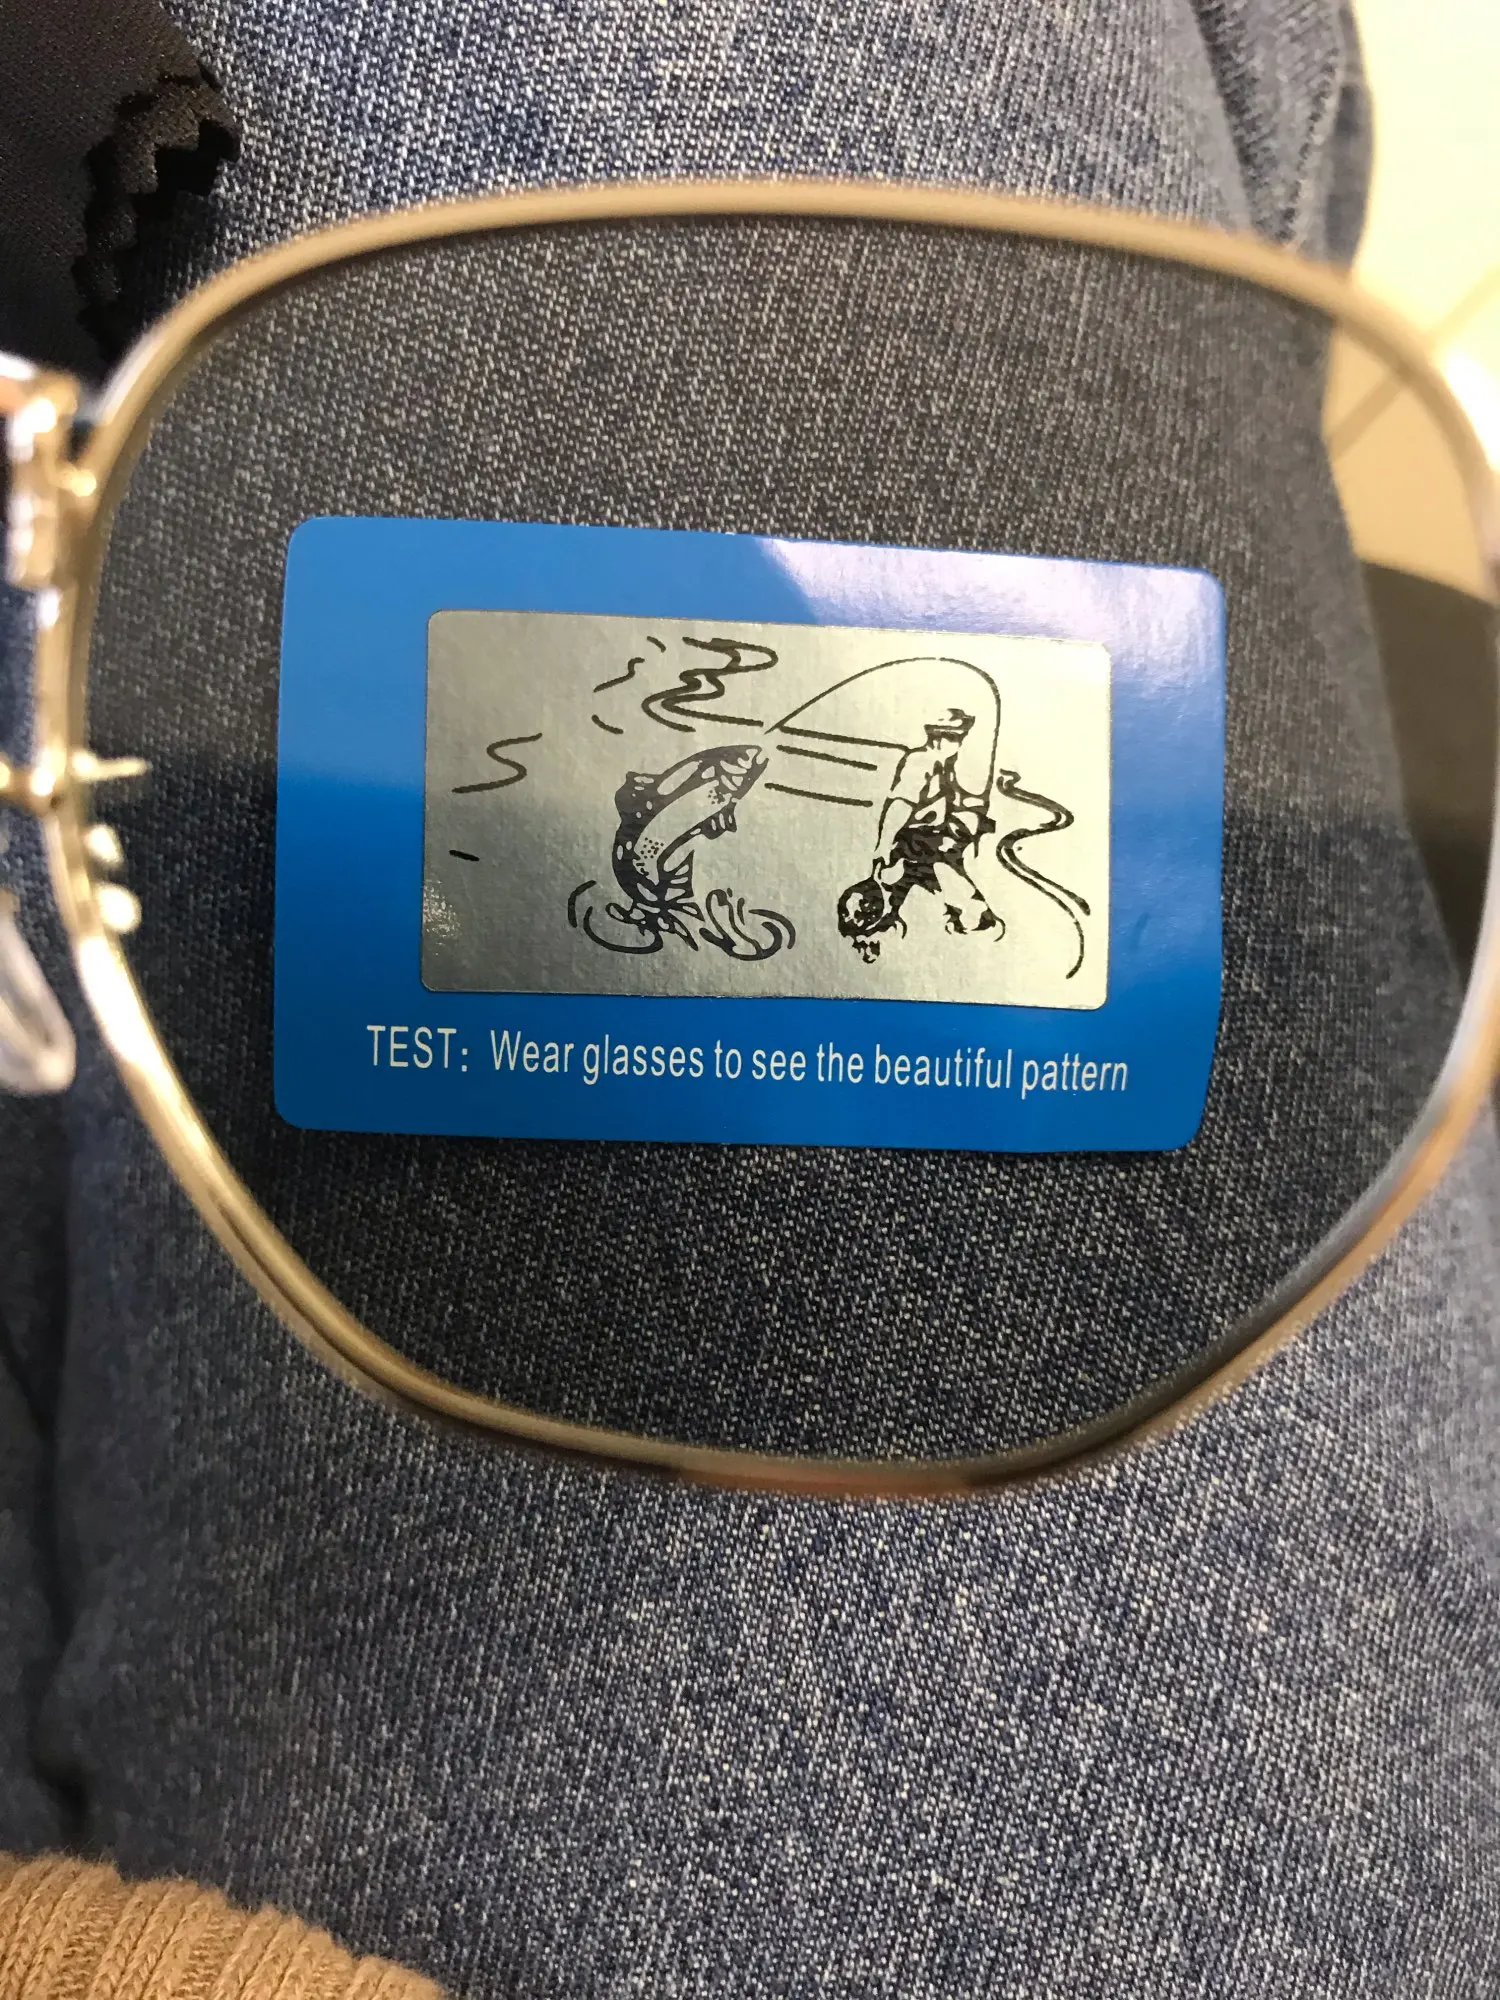 TEST: Wear glasses to see the beautiful pattern